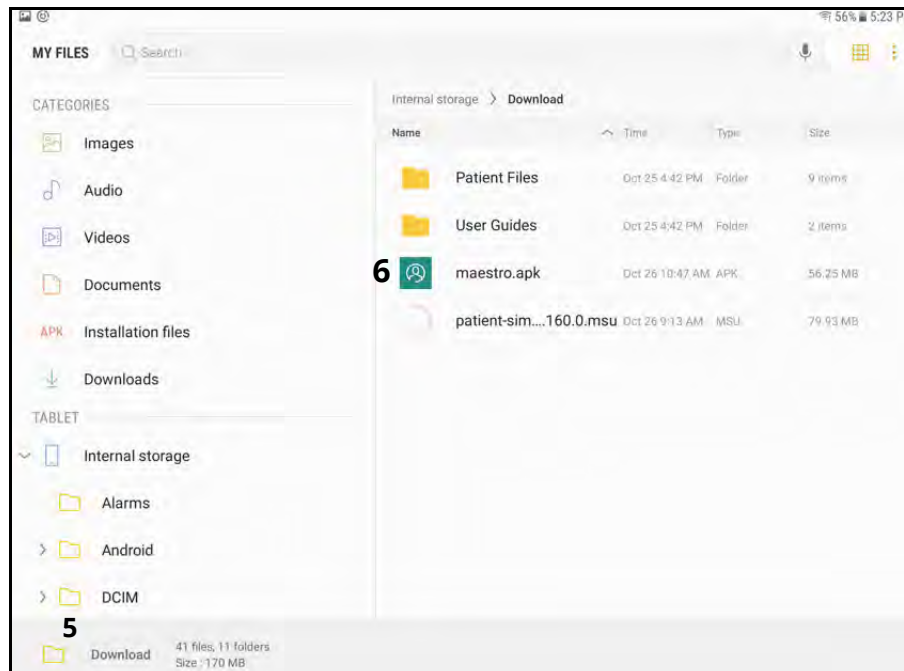 56% 5:23 P
MY FILES Search
CATEGORIES
Images
Audio
Videos
Documents
APK Installation files
Downloads
TABLET
Internal storage
Alarms
Android
DCIM
5
Download 41 files, 11 folders
Size : 170 MB
Internal storage > Download
Name Time Type Size
Patient Files Oct 25 4:42 PM Folder 9 items
User Guides Oct 25 4:42 PM Folder 2 items
6 maestro.apk Oct 26 10:47 AM APK 56.25 MB
patient-sim....160.0.msu Oct 26 9:13 AM MSU 79.93 MB